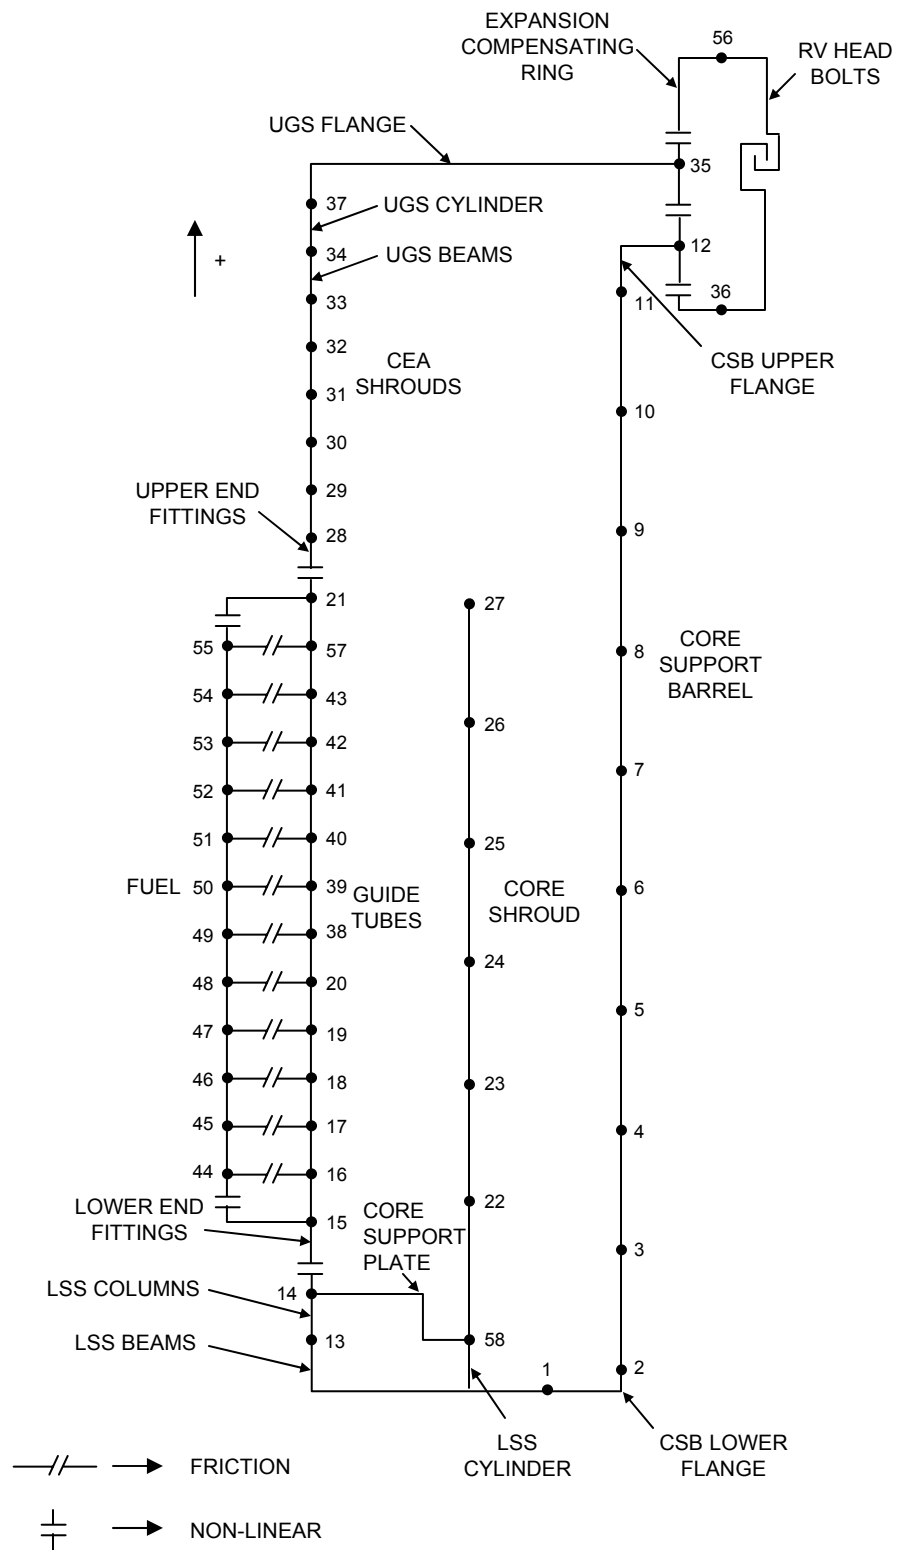 EXPANSION
COMPENSATING
RING
56
RV HEAD
BOLTS
UGS FLANGE
35
37
UGS CYLINDER
+
34
UGS BEAMS
12
33
11
36
32
CEA
SHROUDS
CSB UPPER
FLANGE
31
10
30
UPPER END
FITTINGS
29
28
9
21
27
55
57
8
CORE
SUPPORT
BARREL
54
43
26
53
42
7
52
41
51
40
25
FUEL 50
39
GUIDE
TUBES
CORE
SHROUD
6
49
38
24
48
20
5
47
19
46
18
23
45
17
4
44
16
LOWER END
FITTINGS
15
CORE
SUPPORT
PLATE
22
3
LSS COLUMNS
14
LSS BEAMS
13
58
1
2
LSS
CYLINDER
CSB LOWER
FLANGE
FRICTION
NON-LINEAR